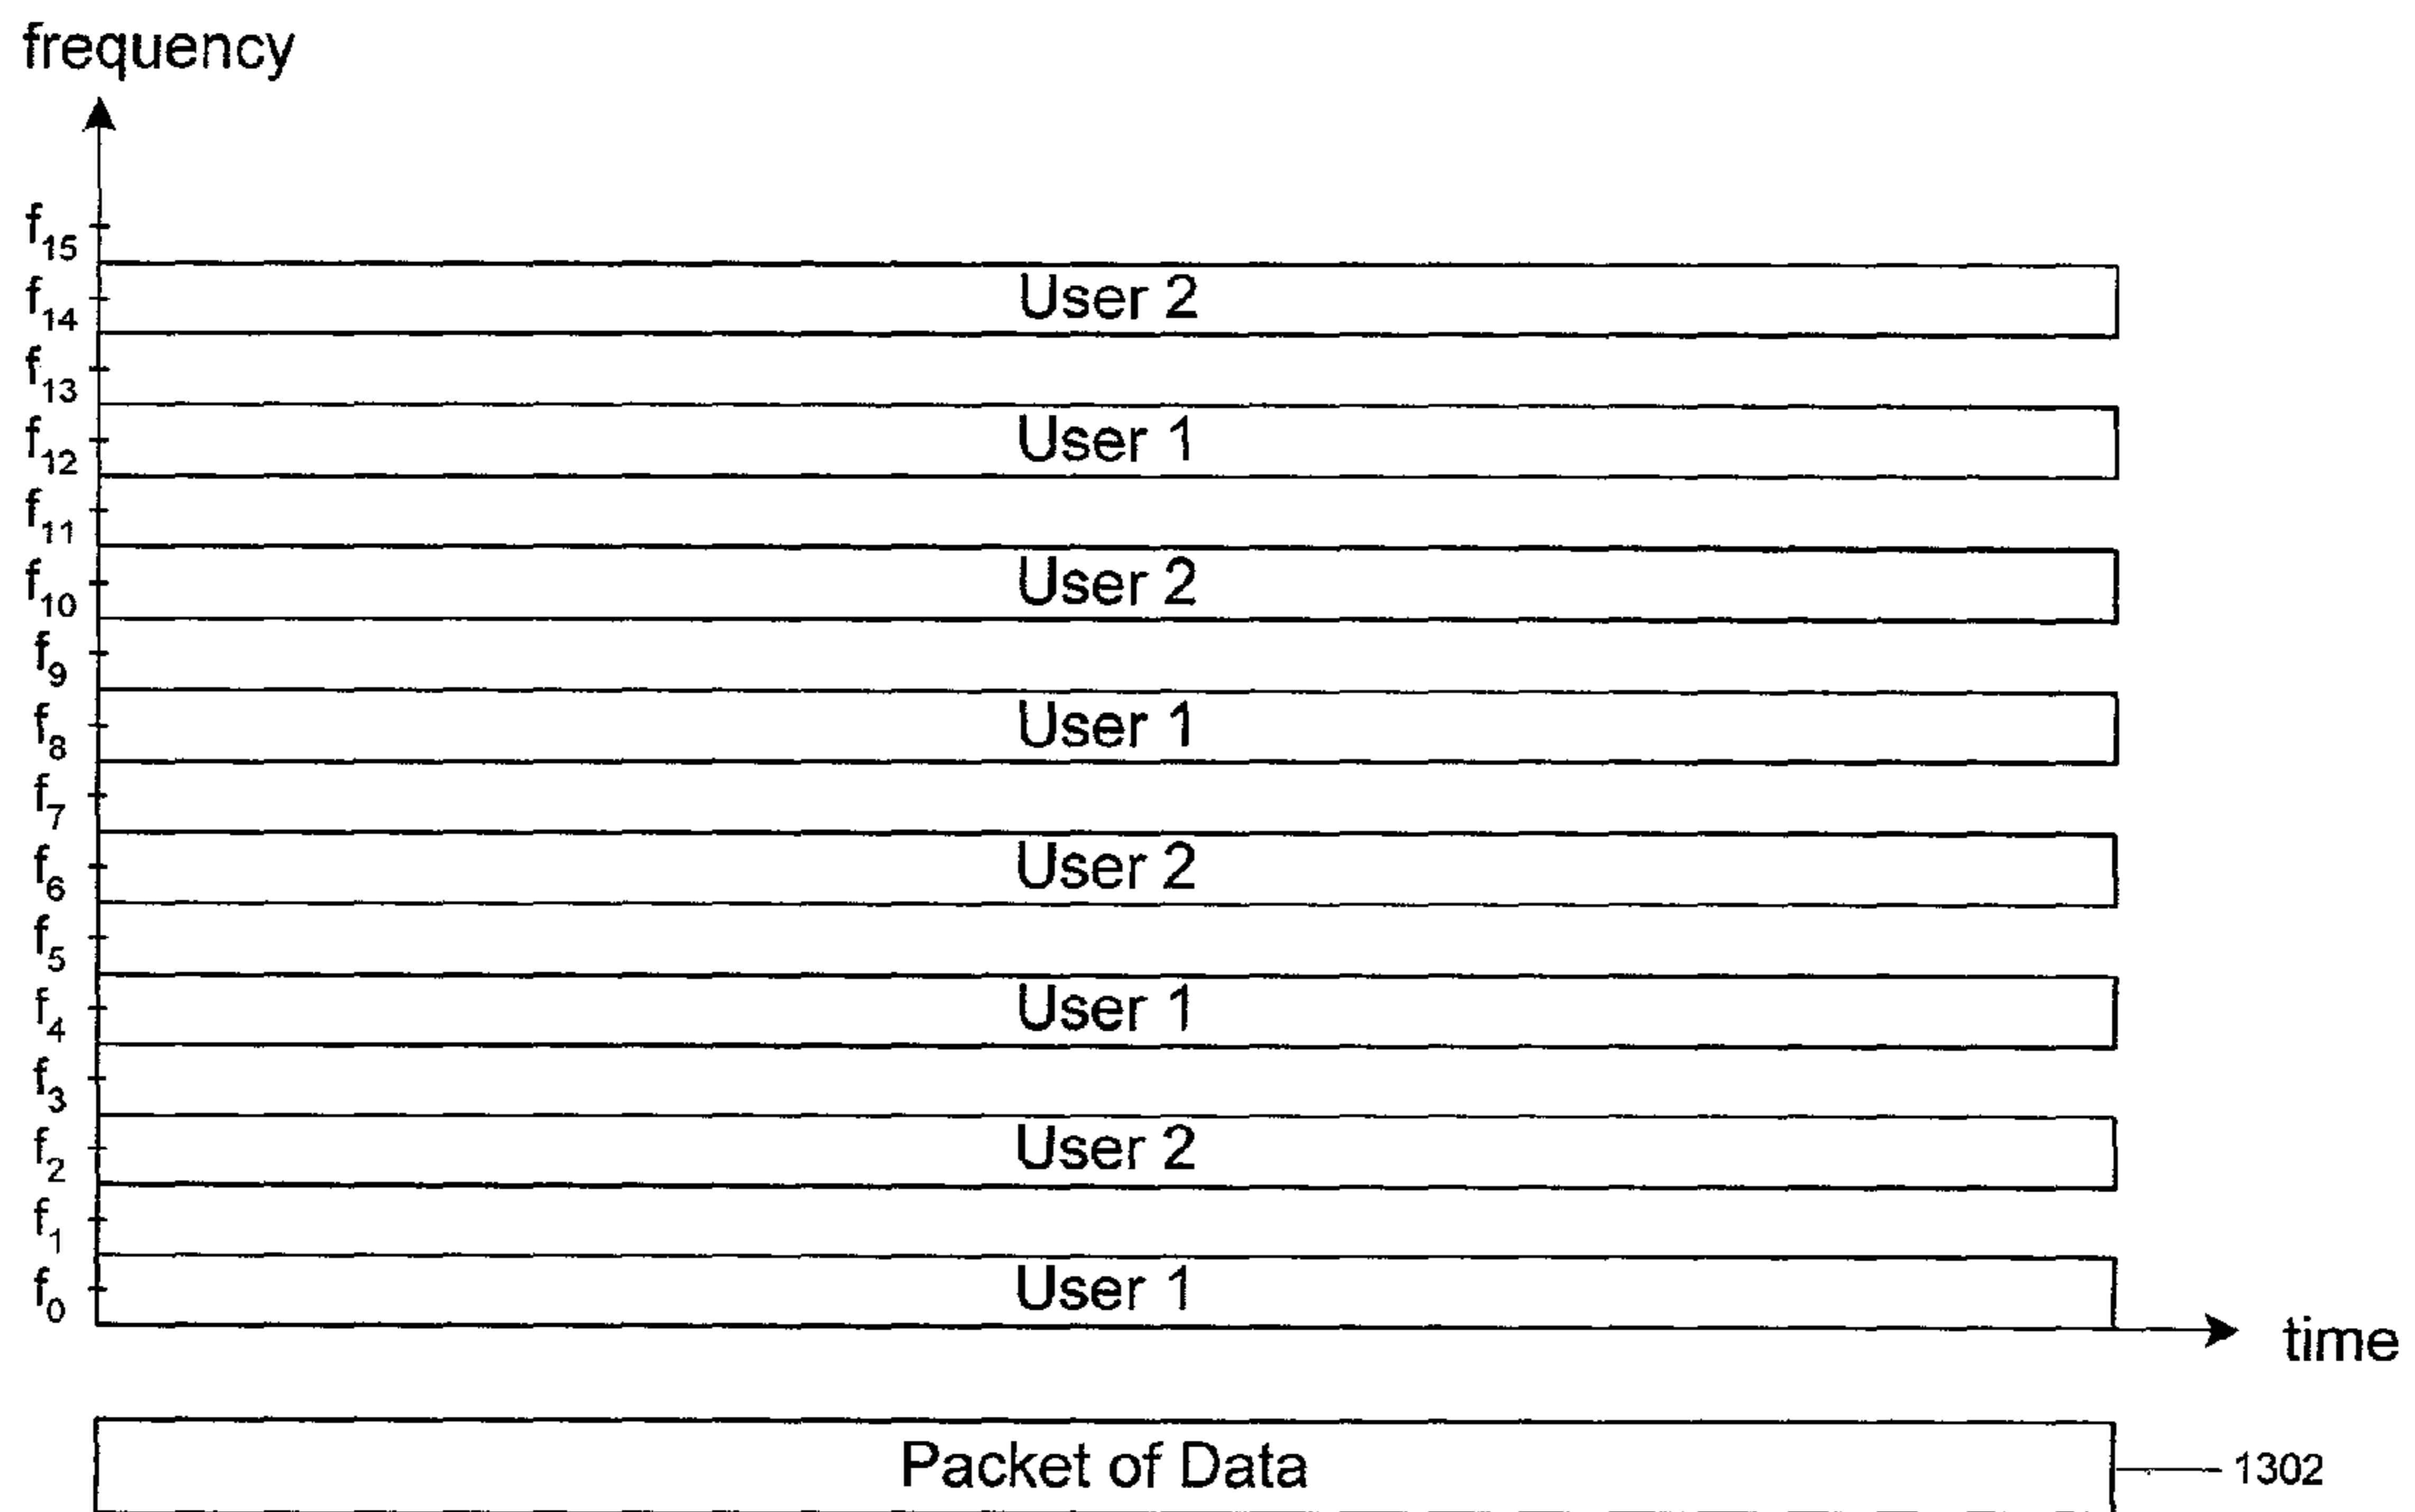 frequency
f15
f14 User 2
f13
f12 User 1
f11
f10 User 2
f9
f8 User 1
f7
f6 User 2
f5
f4 User 1
f3
f2 User 2
f1
f0 User 1
time
Packet of Data 1302